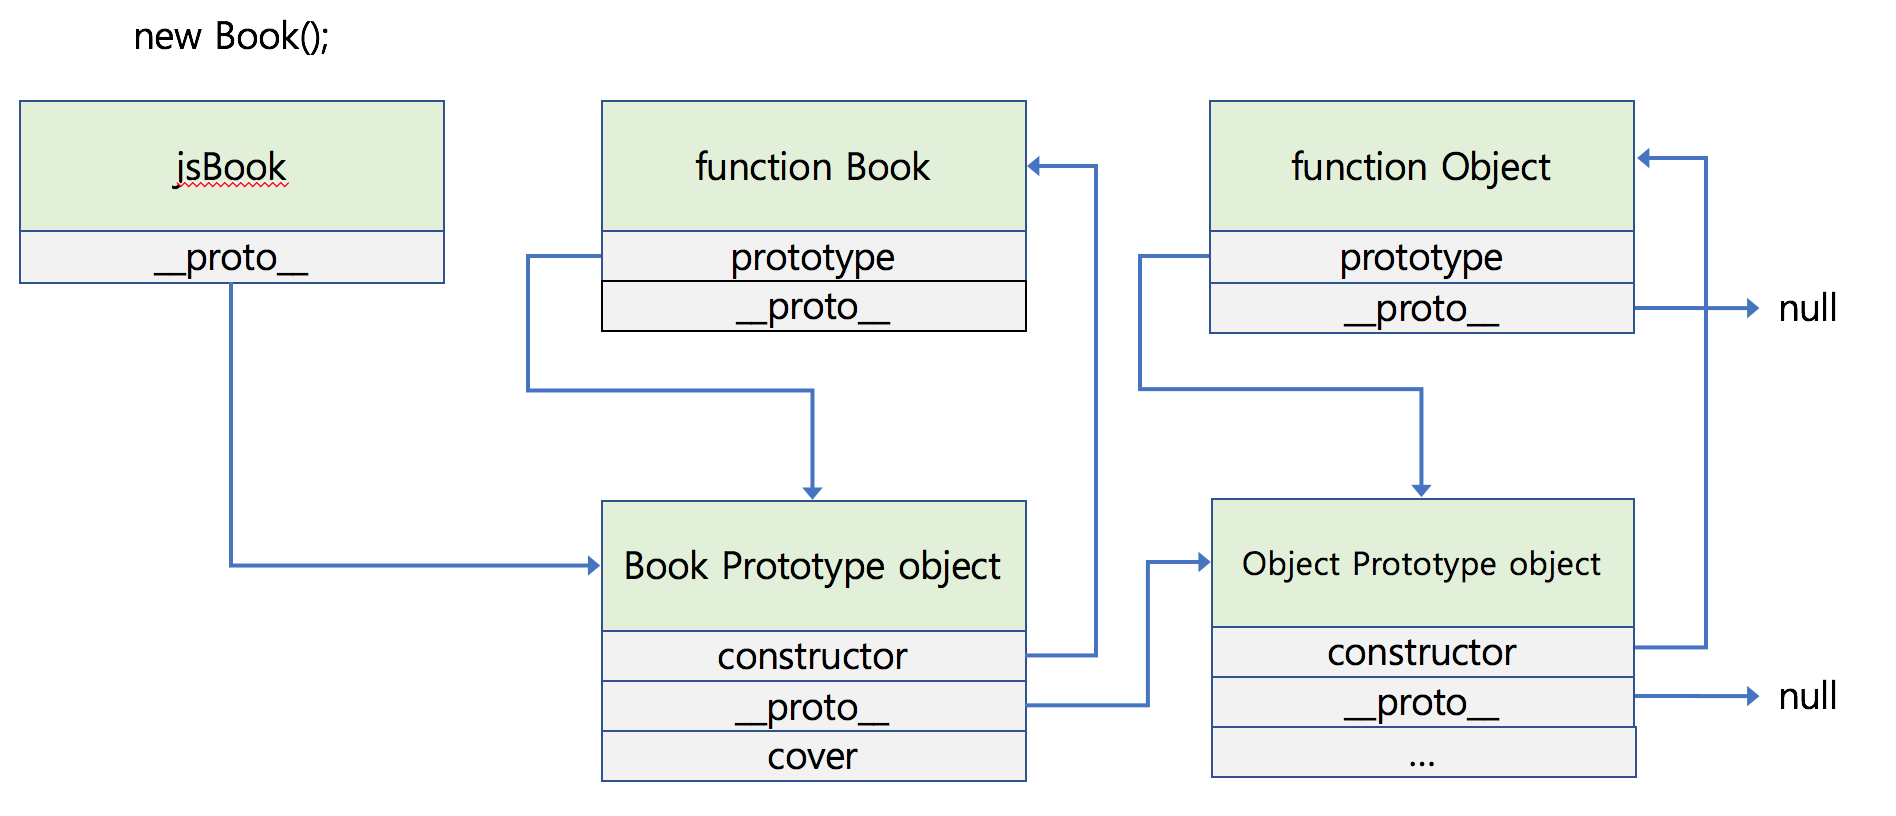 new Book();
jsBook
__proto__
function Book
prototype
__proto__
function Object
prototype
__proto__
null
Book Prototype object
constructor
__proto__
cover
Object Prototype object
constructor
__proto__
...
null